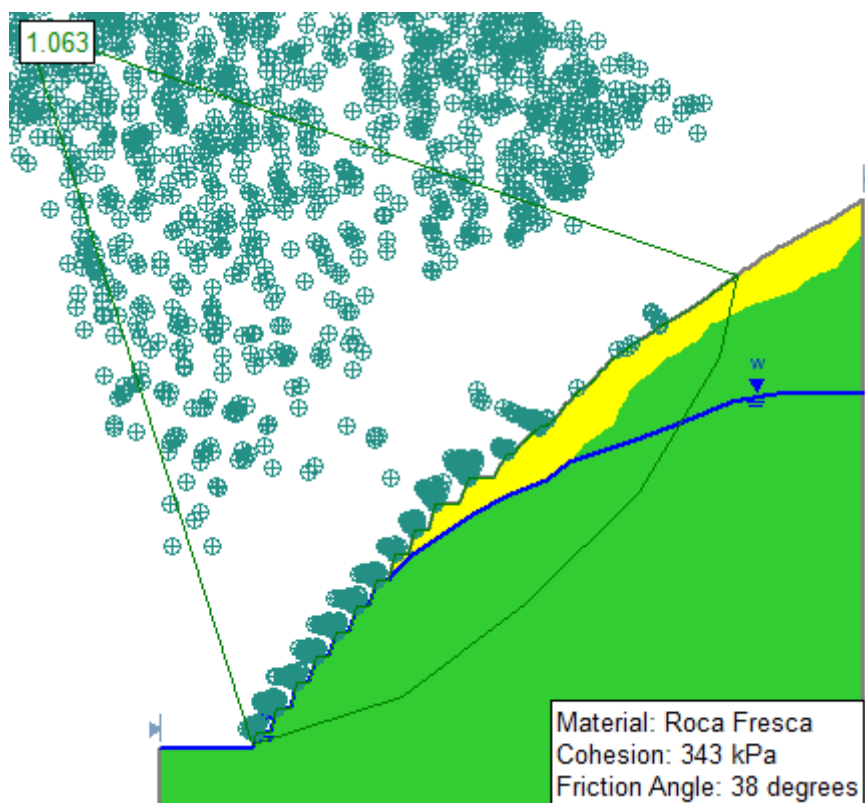 1.063
W
Material: Roca Fresca
Cohesion: 343 kPa
Friction Angle: 38 degrees